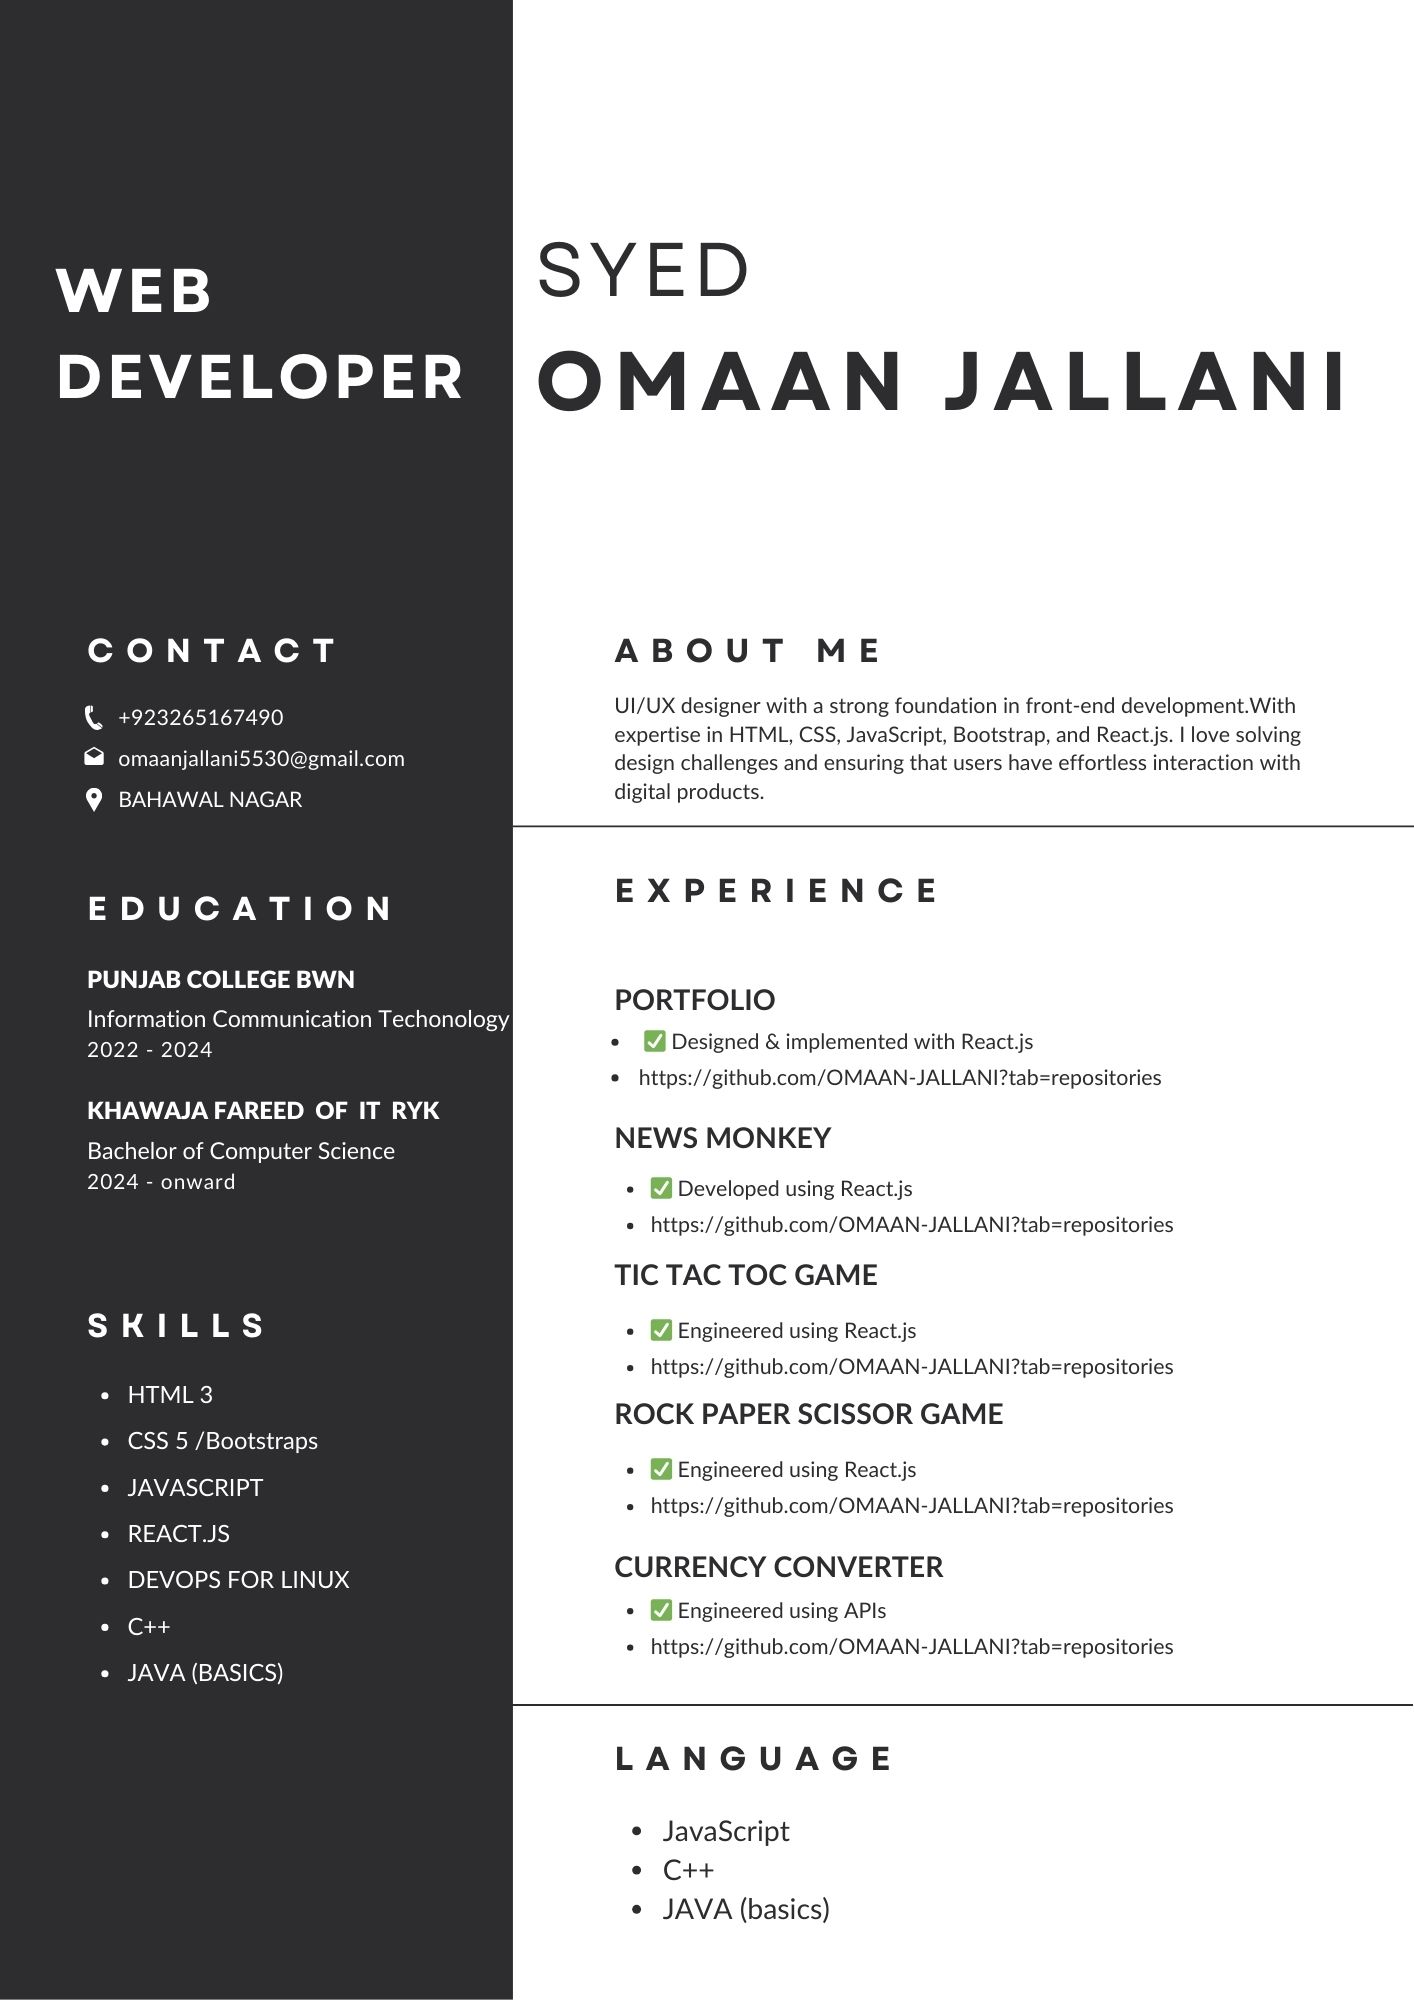 WEB
DEVELOPER
SYED
OMAAN JALLANI
CONTACT
+923265167490
omaanjallani5530@gmail.com
BAHAWAL NAGAR
EDUCATION
PUNJAB COLLEGE BWN
Information Communication Techonology
2022 - 2024
KHAWAJA FAREED OF IT RYK
Bachelor of Computer Science
2024 - onward
SKILLS
• HTML 3
• CSS 5 /Bootstraps
• JAVASCRIPT
• REACT.JS
• DEVOPS FOR LINUX
• C++
• JAVA (BASICS)
ABOUT ME
UI/UX designer with a strong foundation in front-end development.With
expertise in HTML, CSS, JavaScript, Bootstrap, and React.js. I love solving
design challenges and ensuring that users have effortless interaction with
digital products.
EXPERIENCE
PORTFOLIO
• ✅ Designed & implemented with React.js
• https://github.com/OMAAN-JALLANI?tab=repositories
NEWS MONKEY
• ✅ Developed using React.js
• https://github.com/OMAAN-JALLANI?tab=repositories
TIC TAC TOC GAME
• ✅ Engineered using React.js
• https://github.com/OMAAN-JALLANI?tab=repositories
ROCK PAPER SCISSOR GAME
• ✅ Engineered using React.js
• https://github.com/OMAAN-JALLANI?tab=repositories
CURRENCY CONVERTER
• ✅ Engineered using APIs
• https://github.com/OMAAN-JALLANI?tab=repositories
LANGUAGE
• JavaScript
• C++
• JAVA (basics)